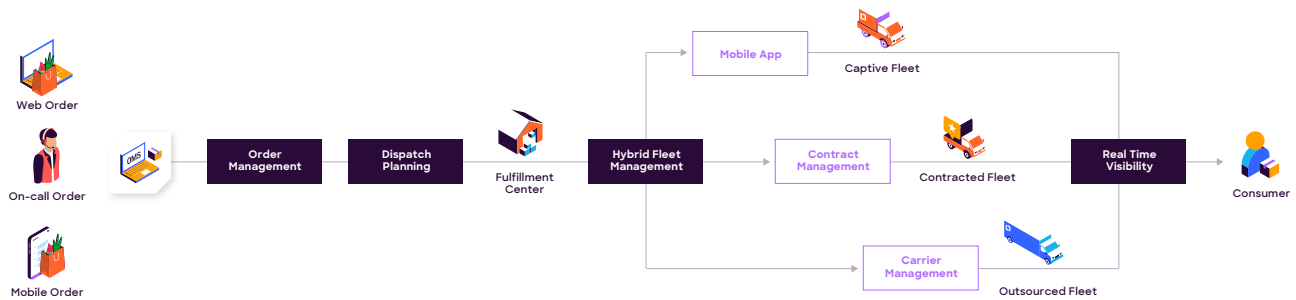 Web Order
On-call Order
Mobile Order
OMS
Order
Management
Dispatch
Planning
Fulfillment
Center
Hybrid Fleet
Management
Mobile App
Captive Fleet
Contract
Management
Contracted Fleet
Carrier
Management
Outsourced Fleet
Real Time
Visibility
Consumer